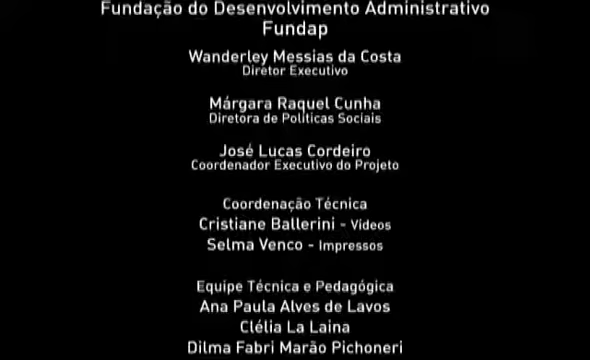 Fundação do Desenvolvimento Administrativo
Fundap
Wanderley Messias da Costa
Diretor Executivo
Márgara Raquel Cunha
Diretora de Políticas Sociais
José Lucas Cordeiro
Coordenador Executivo do Projeto
Coordenação Técnica
Cristiane Ballerini - Vídeos
Selma Venco - Impressos
Equipe Técnica e Pedagógica
Ana Paula Alves de Lavos
Clélia La Laina
Dilma Fabri Marão Pichoneri